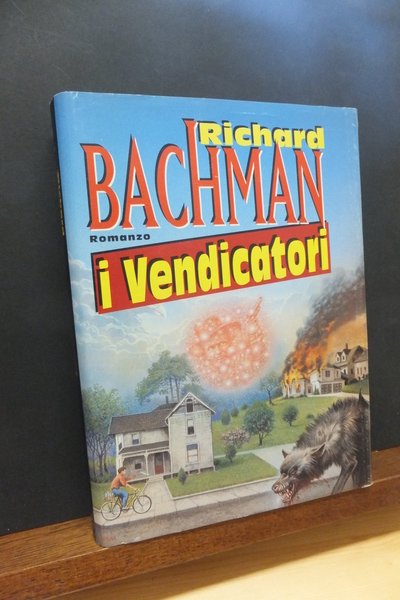 Richard
BACHMAN
Romanzo
i Vendicatori